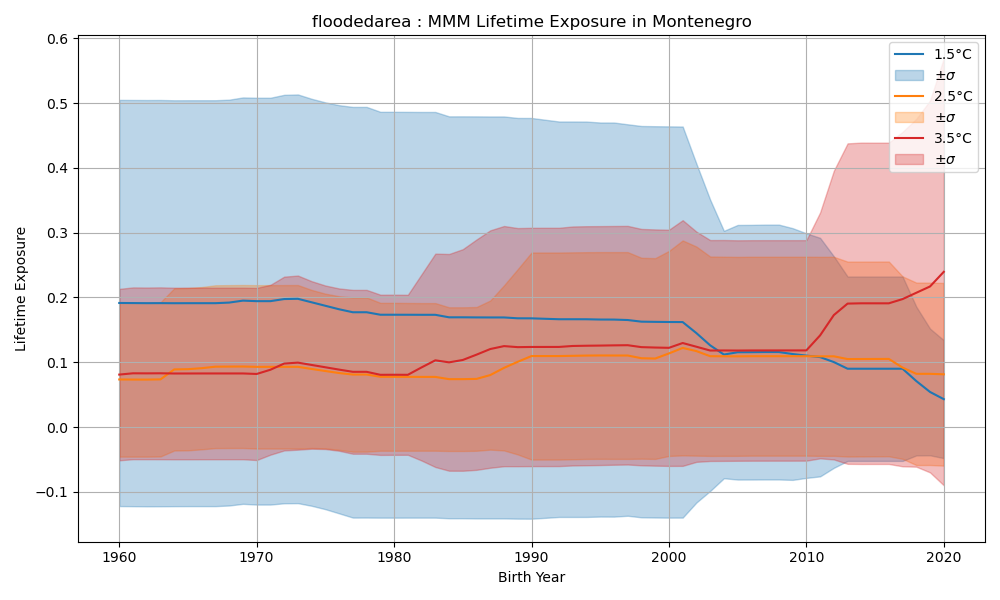 floodedarea : MMM Lifetime Exposure in Montenegro
1.5°C
±σ
2.5°C
±σ
3.5°C
±σ
Lifetime Exposure
0.6
0.5
0.4
0.3
0.2
0.1
0.0
−0.1
1960
1970
1980
1990
2000
2010
2020
Birth Year